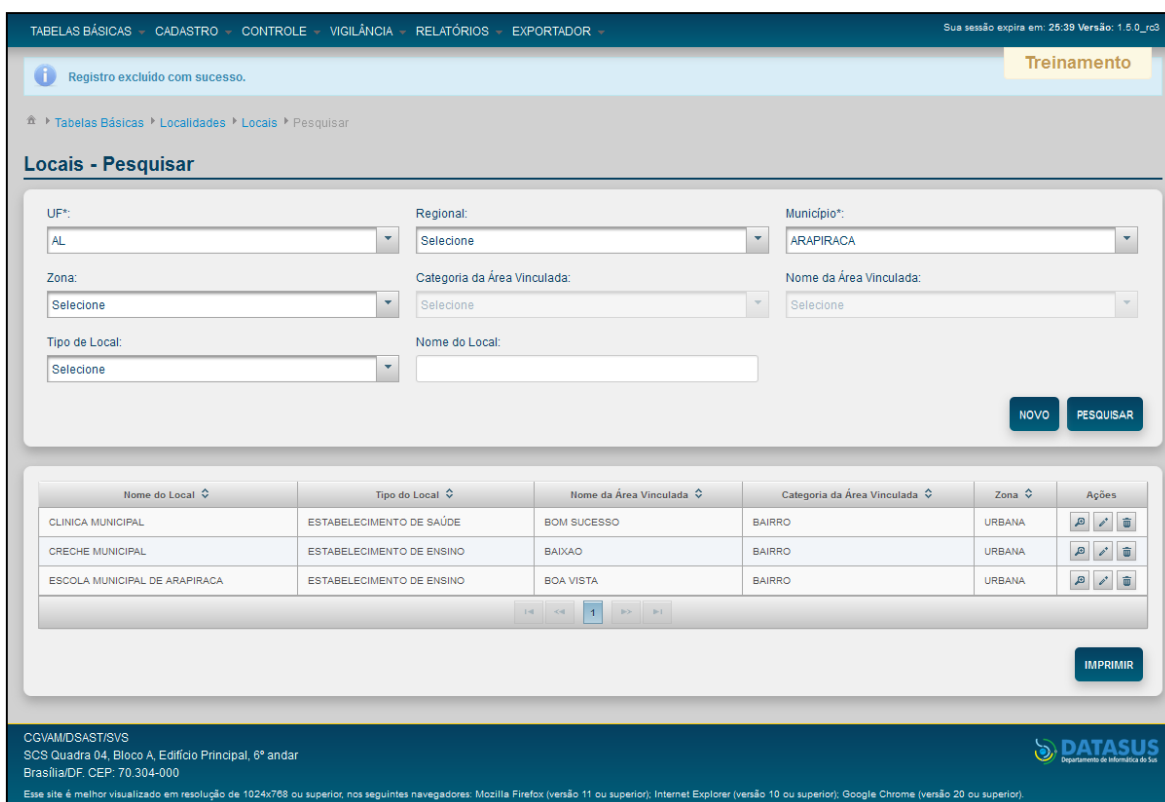 TABELAS BÁSICAS CADASTRO CONTROLE VIGILÂNCIA RELATÓRIOS EXPORTADOR
Sua sessão expira em: 25:39 Versão: 1.5.0_rc3
Treinamento
Registro excluído com sucesso.
Tabelas Básicas Localidades Locais Pesquisar
Locais - Pesquisar
UF*: Regional: Município*:
AL Selecione ARAPIRACA
Zona: Categoria da Área Vinculada: Nome da Área Vinculada:
Selecione Selecione Selecione
Tipo de Local: Nome do Local:
Selecione
NOVO PESQUISAR
Nome do Local Tipo do Local Nome da Área Vinculada Categoria da Área Vinculada Zona Ações
CLINICA MUNICIPAL ESTABELECIMENTO DE SAÚDE BOM SUCESSO BAIRRO URBANA
CRECHE MUNICIPAL ESTABELECIMENTO DE ENSINO BAIXAO BAIRRO URBANA
ESCOLA MUNICIPAL DE ARAPIRACA ESTABELECIMENTO DE ENSINO BOA VISTA BAIRRO URBANA
1
IMPRIMIR
CGVAM/DSAST/SVS
SCS Quadra 04, Bloco A, Edifício Principal, 6º andar
Brasília/DF. CEP: 70.304-000
DATASUS
Departamento de Informática do Sus
Esse site é melhor visualizado em resolução de 1024x768 ou superior, nos seguintes navegadores: Mozilla Firefox (versão 11 ou superior); Internet Explorer (versão 10 ou superior); Google Chrome (versão 20 ou superior).